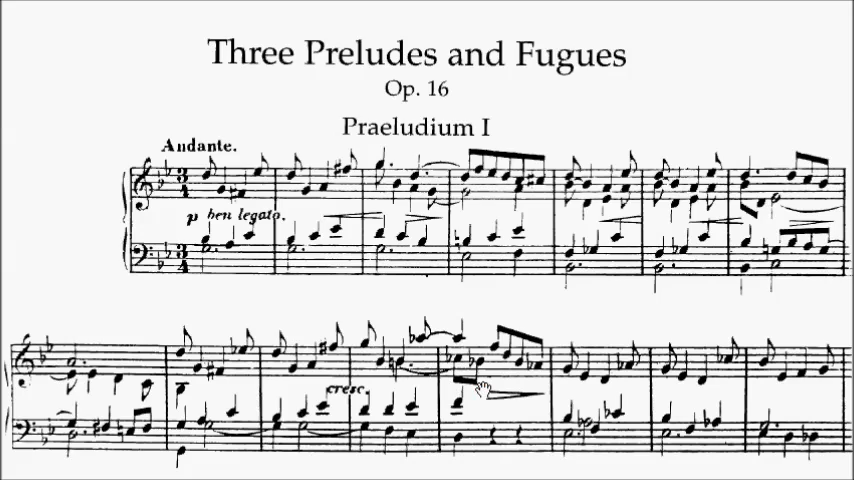 Three Preludes and Fugues
Op. 16
Praeludium I
Andante.
p ben legato.
cresc.